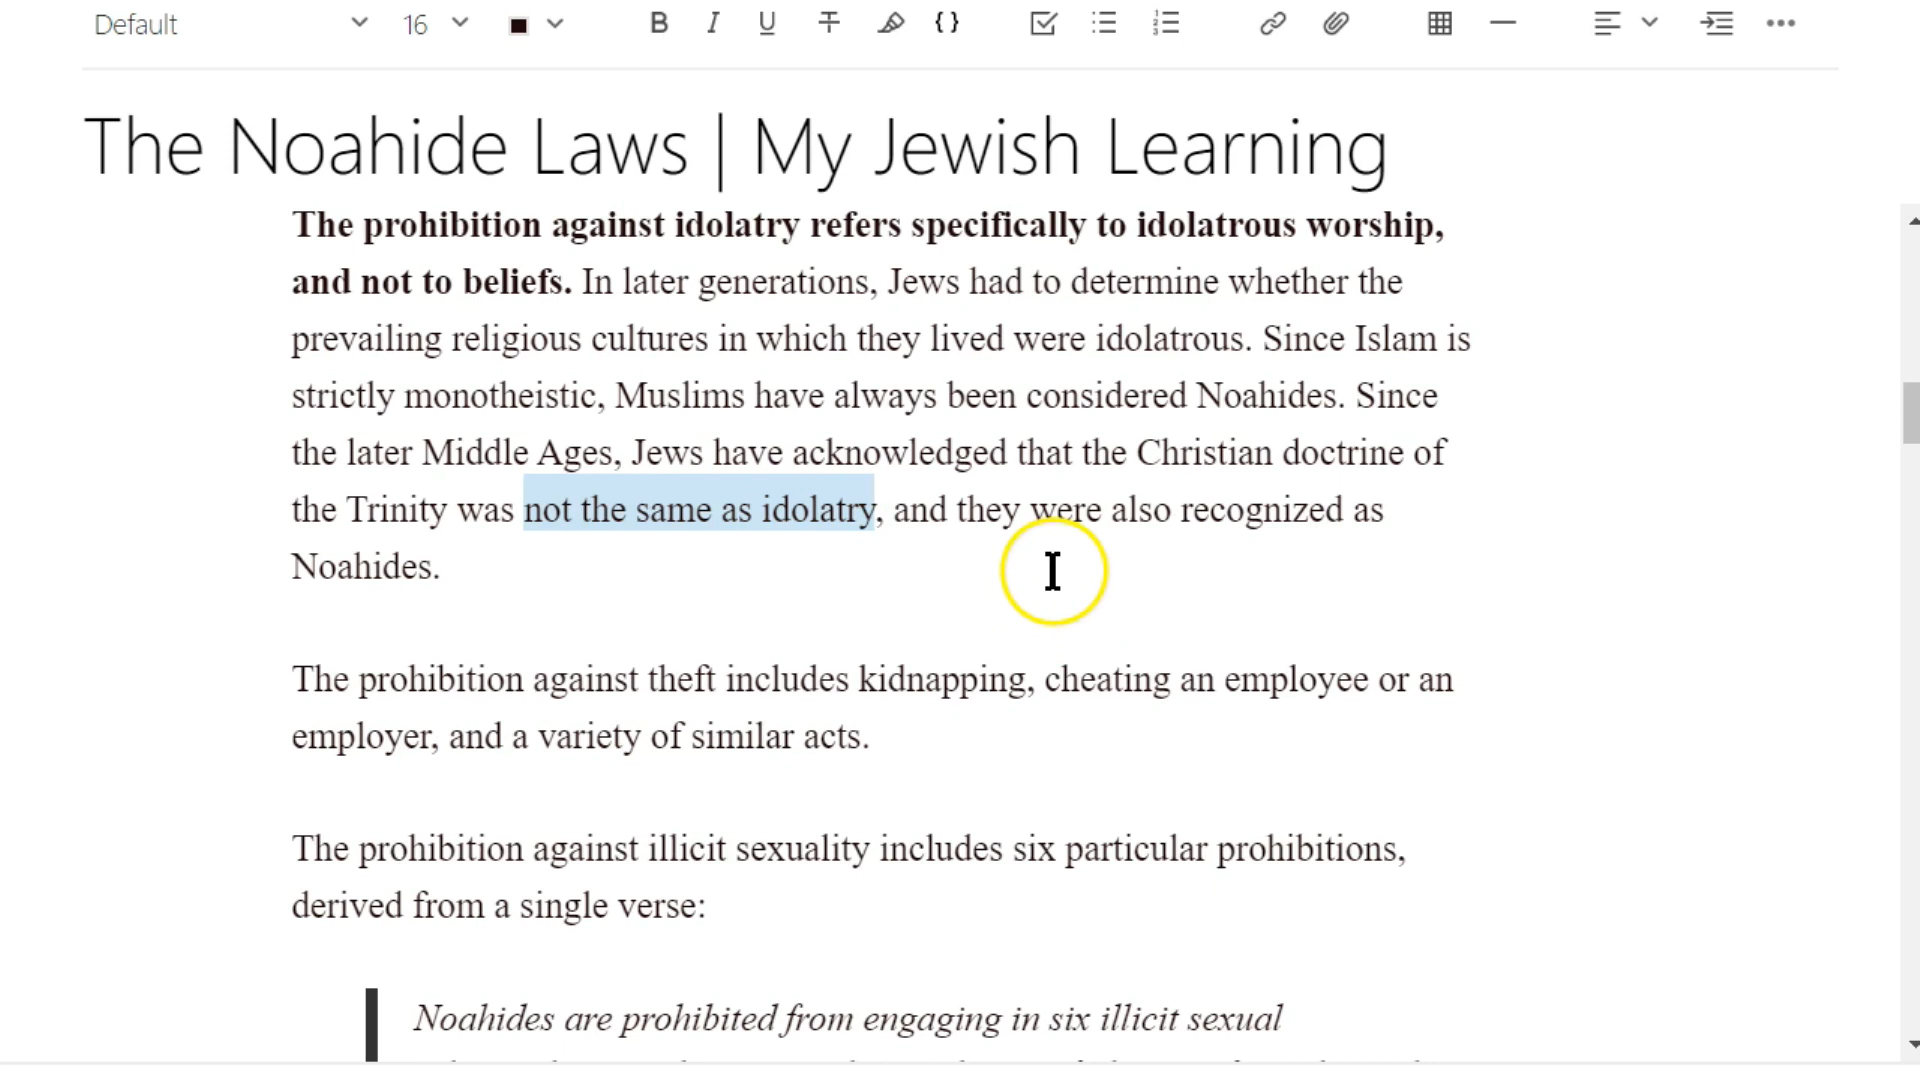 Default 16
The Noahide Laws | My Jewish Learning
The prohibition against idolatry refers specifically to idolatrous worship,
and not to beliefs. In later generations, Jews had to determine whether the
prevailing religious cultures in which they lived were idolatrous. Since Islam is
strictly monotheistic, Muslims have always been considered Noahides. Since
the later Middle Ages, Jews have acknowledged that the Christian doctrine of
the Trinity was not the same as idolatry, and they were also recognized as
Noahides.
The prohibition against theft includes kidnapping, cheating an employee or an
employer, and a variety of similar acts.
The prohibition against illicit sexuality includes six particular prohibitions,
derived from a single verse:
Noahides are prohibited from engaging in six illicit sexual